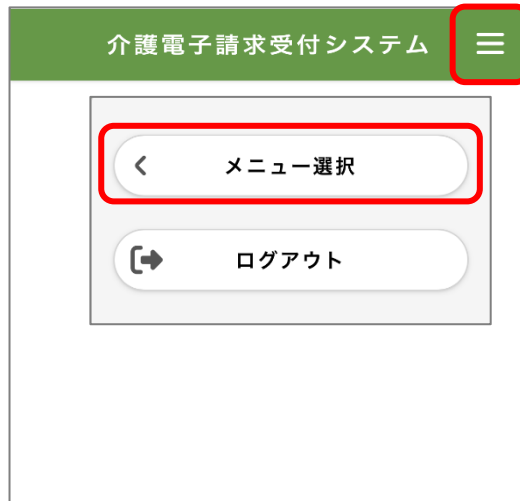 介護電子請求受付システム
メニュー選択
ログアウト